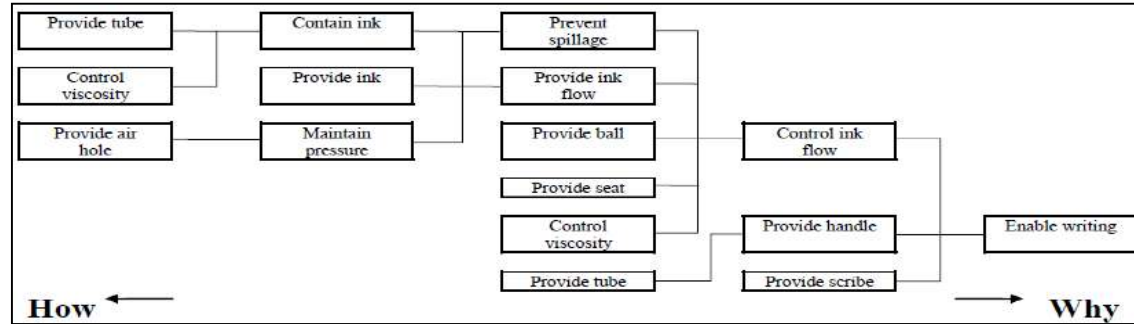 Provide tube
Contain ink
Prevent
spillage
Control
viscosity
Provide ink
Provide ink
flow
Provide air
hole
Maintain
pressure
Provide ball
Control ink
flow
Provide seat
Control
viscosity
Provide handle
Enable writing
Provide tube
Provide scribe
How
Why